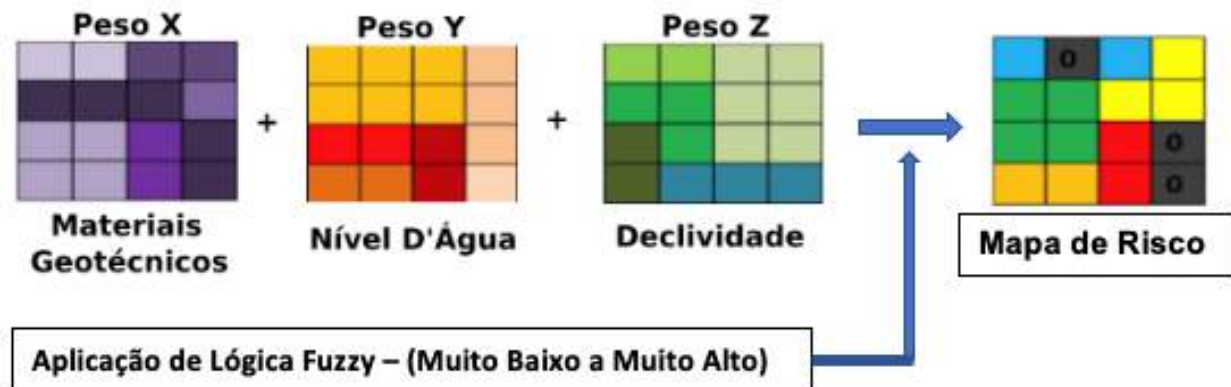 Peso X
Peso Y
Peso Z
+
+
0
0
0
Materiais
Geotécnicos
Nível D'Água
Declividade
Mapa de Risco
Aplicação de Lógica Fuzzy – (Muito Baixo a Muito Alto)